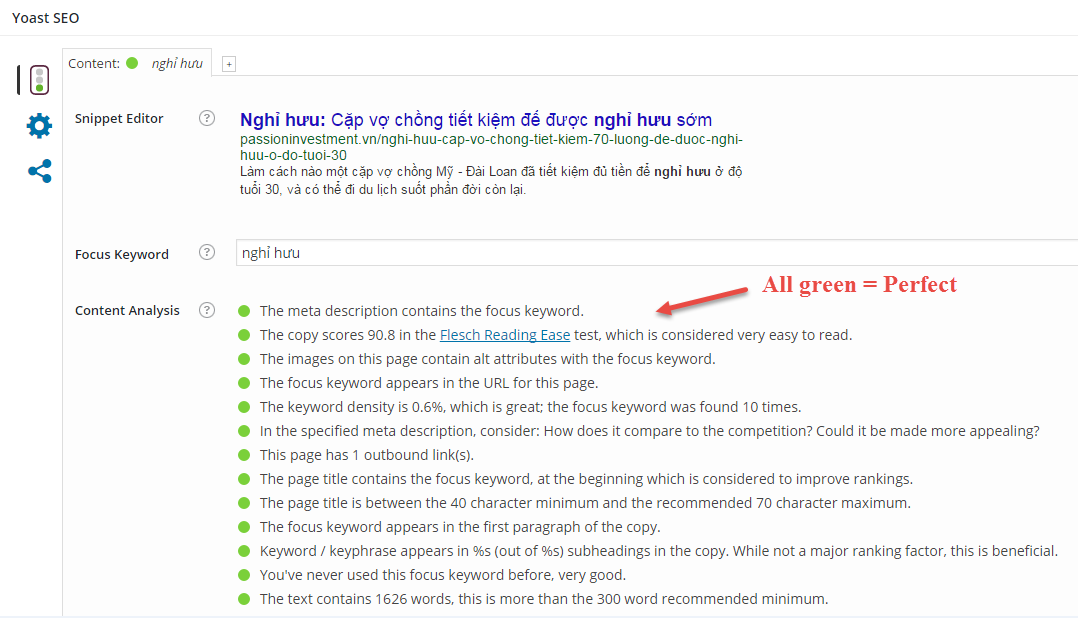 Yoast SEO
Content: nghỉ hưu +
Snippet Editor ?
Nghỉ hưu: Cặp vợ chồng tiết kiệm để được nghỉ hưu sớm
passioninvestment.vn/nghi-huu-cap-vo-chong-tiet-kiem-70-luong-de-duoc-nghi-
huu-o-do-tuoi-30
Làm cách nào một cặp vợ chồng Mỹ - Đài Loan đã tiết kiệm đủ tiền để nghỉ hưu ở độ
tuổi 30, và có thể đi du lịch suốt phần đời còn lại.
Focus Keyword ? nghỉ hưu
All green = Perfect
Content Analysis ?
The meta description contains the focus keyword.
The copy scores 90.8 in the Flesch Reading Ease test, which is considered very easy to read.
The images on this page contain alt attributes with the focus keyword.
The focus keyword appears in the URL for this page.
The keyword density is 0.6%, which is great; the focus keyword was found 10 times.
In the specified meta description, consider: How does it compare to the competition? Could it be made more appealing?
This page has 1 outbound link(s).
The page title contains the focus keyword, at the beginning which is considered to improve rankings.
The page title is between the 40 character minimum and the recommended 70 character maximum.
The focus keyword appears in the first paragraph of the copy.
Keyword / keyphrase appears in %s (out of %s) subheadings in the copy. While not a major ranking factor, this is beneficial.
You've never used this focus keyword before, very good.
The text contains 1626 words, this is more than the 300 word recommended minimum.